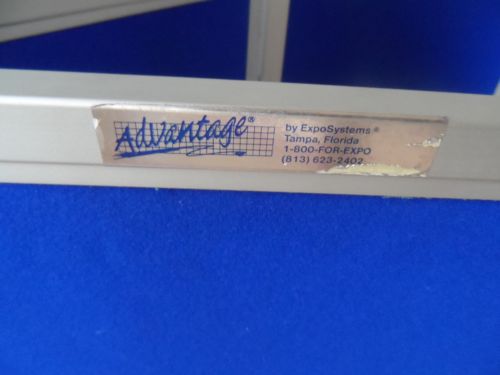 Advantage®
by ExpoSystems®
Tampa, Florida
1-800-FOR-EXPO
(813) 623-2402